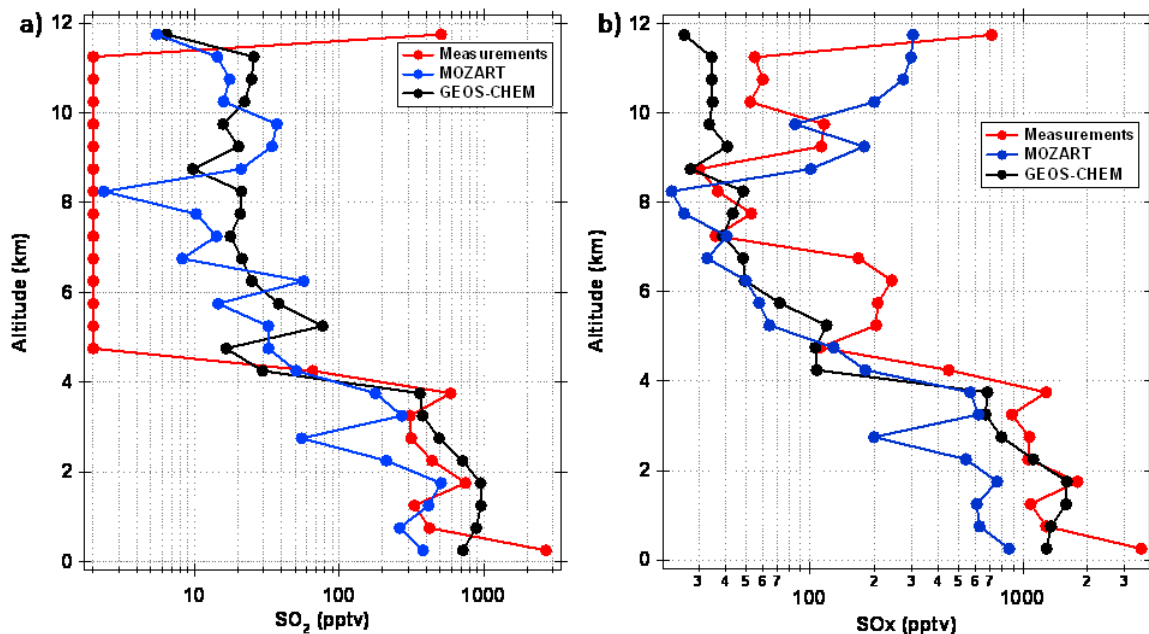 a)
Measurements
MOZART
GEOS-CHEM
12
10
8
6
4
2
0
Altitude (km)
10
100
1000
SO2 (pptv)
b)
Measurements
MOZART
GEOS-CHEM
12
10
8
6
4
2
0
Altitude (km)
3 4 5 6 7 2 3 4 5 6 7 2 3
100 1000
SOx (pptv)